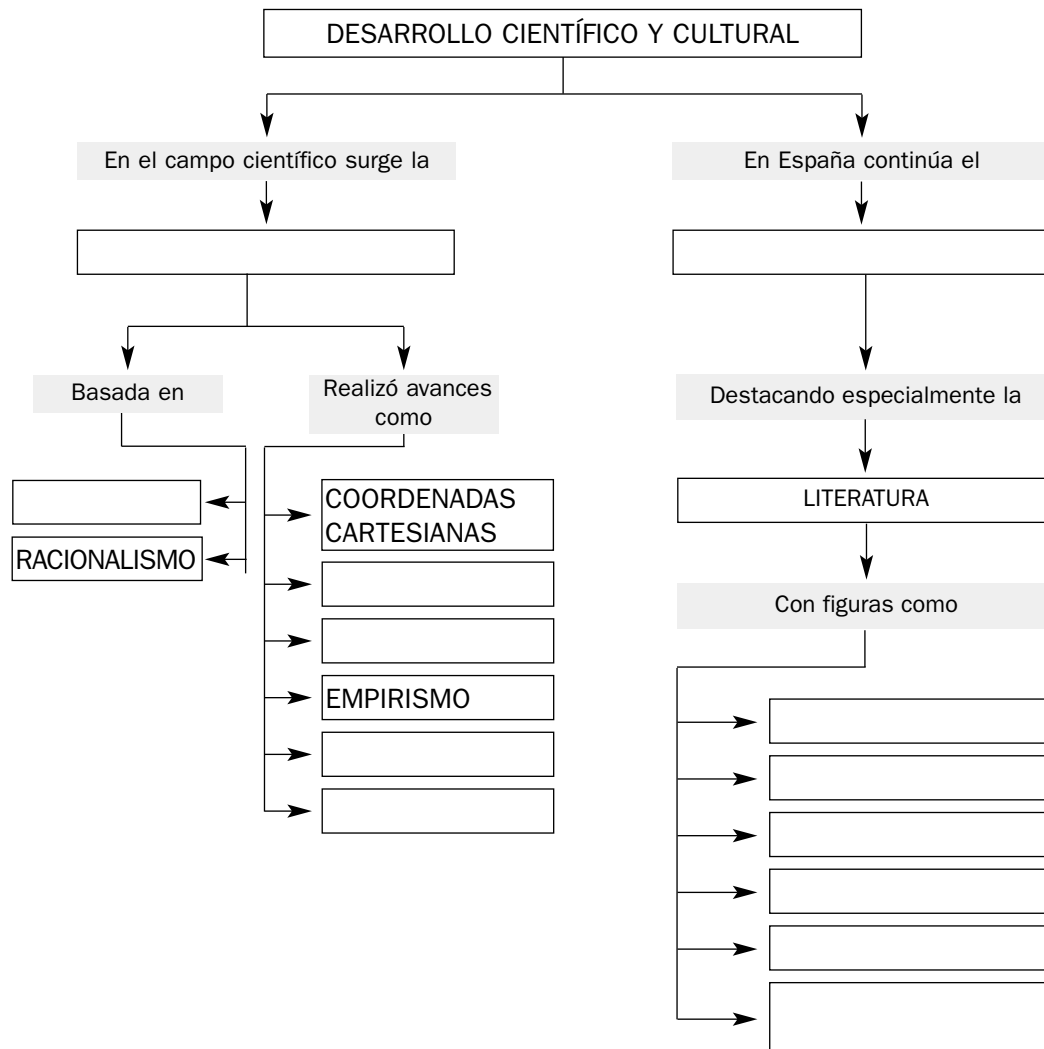 DESARROLLO CIENTÍFICO Y CULTURAL
En el campo científico surge la
En España continúa el
Basada en
Realizó avances
como
Destacando especialmente la
COORDENADAS
CARTESIANAS
RACIONALISMO
LITERATURA
Con figuras como
EMPIRISMO